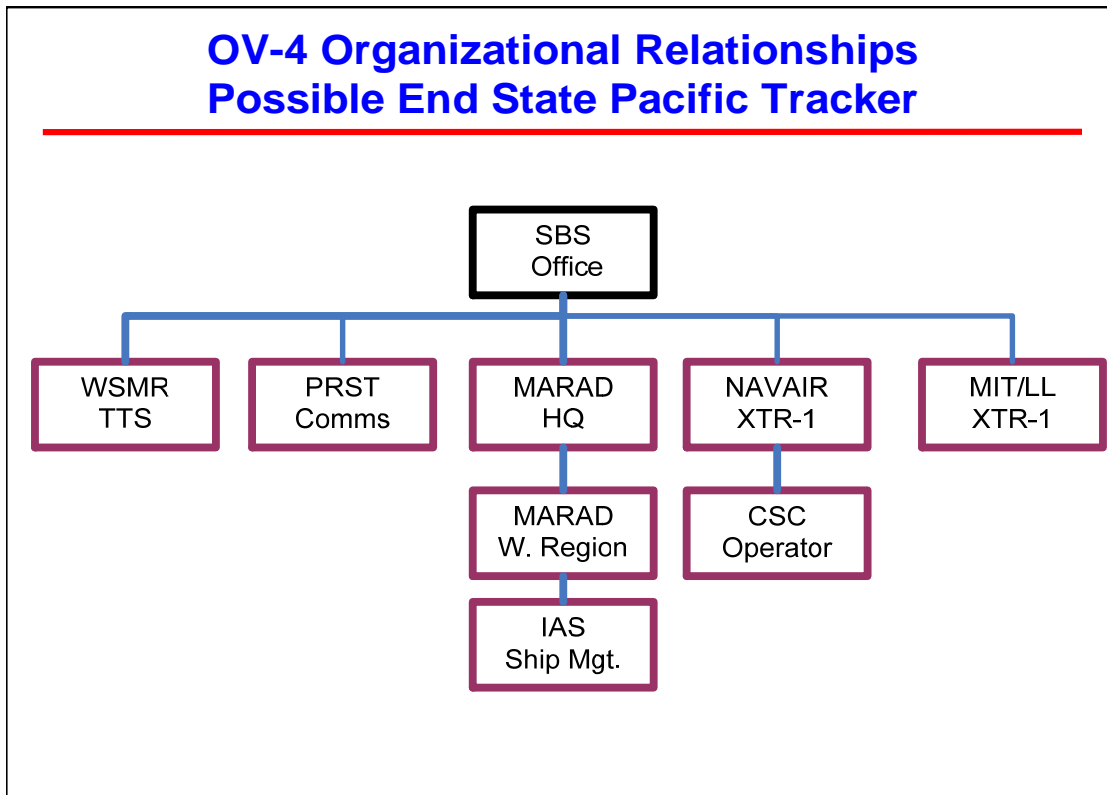 OV-4 Organizational Relationships
Possible End State Pacific Tracker
SBS
Office
WSMR
TTS
PRST
Comms
MARAD
HQ
NAVAIR
XTR-1
MIT/LL
XTR-1
MARAD
W. Region
CSC
Operator
IAS
Ship Mgt.